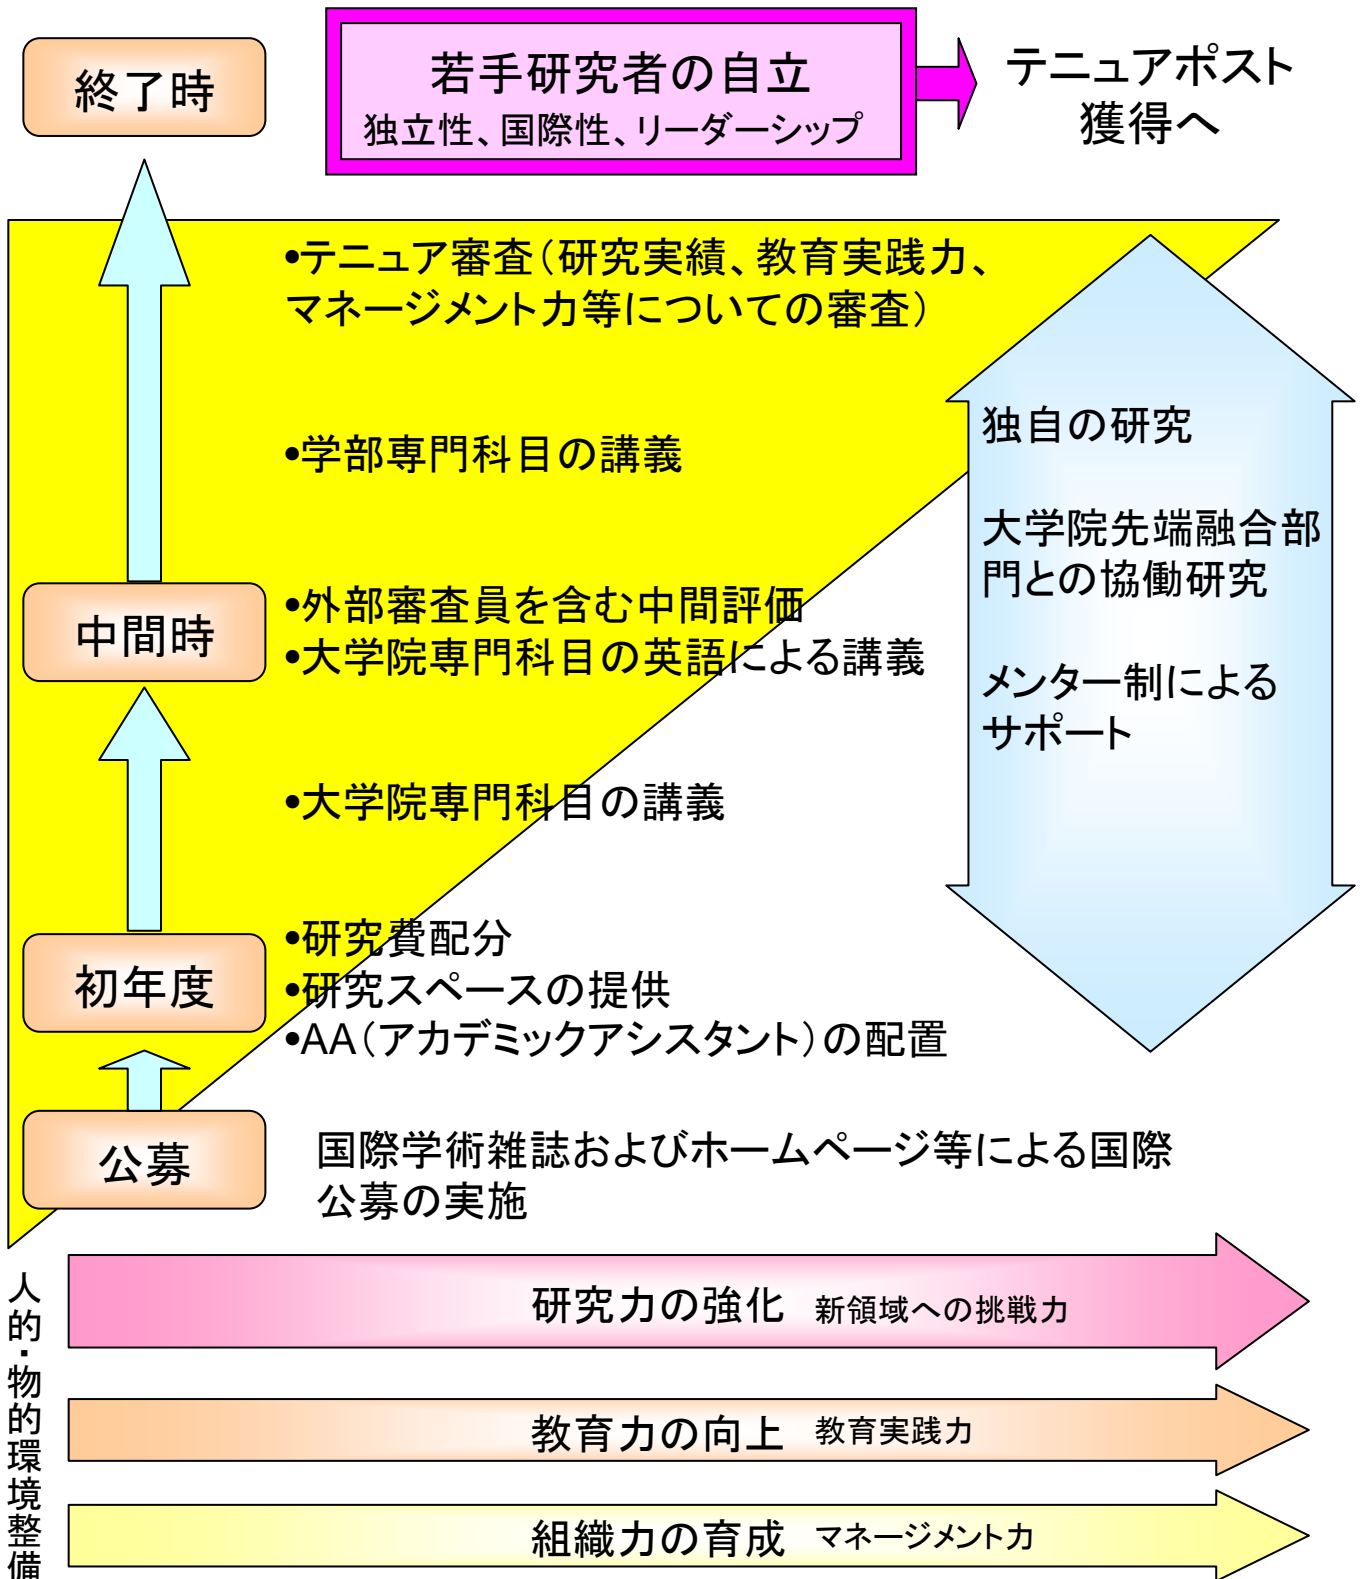 終了時
若手研究者の自立
独立性、国際性、リーダーシップ
テニュアポスト
獲得へ
•テニュア審査（研究実績、教育実践力、
マネージメント力等についての審査）
•学部専門科目の講義
中間時
•外部審査員を含む中間評価
•大学院専門科目の英語による講義
•大学院専門科目の講義
独自の研究
大学院先端融合部
門との協働研究
メンター制による
サポート
初年度
•研究費配分
•研究スペースの提供
•AA（アカデミックアシスタント）の配置
公募
国際学術雑誌およびホームページ等による国際
公募の実施
人的・物的環境整備
研究力の強化 新領域への挑戦力
教育力の向上 教育実践力
組織力の育成 マネージメント力